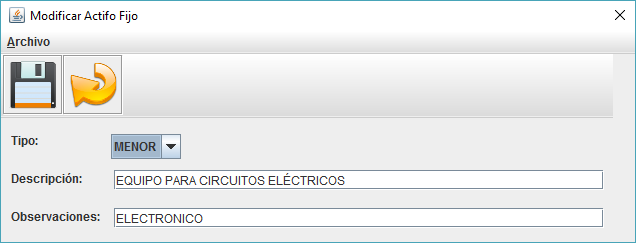 Modificar Actifo Fijo
Archivo
Tipo: MENOR
Descripción: EQUIPO PARA CIRCUITOS ELÉCTRICOS
Observaciones: ELECTRONICO